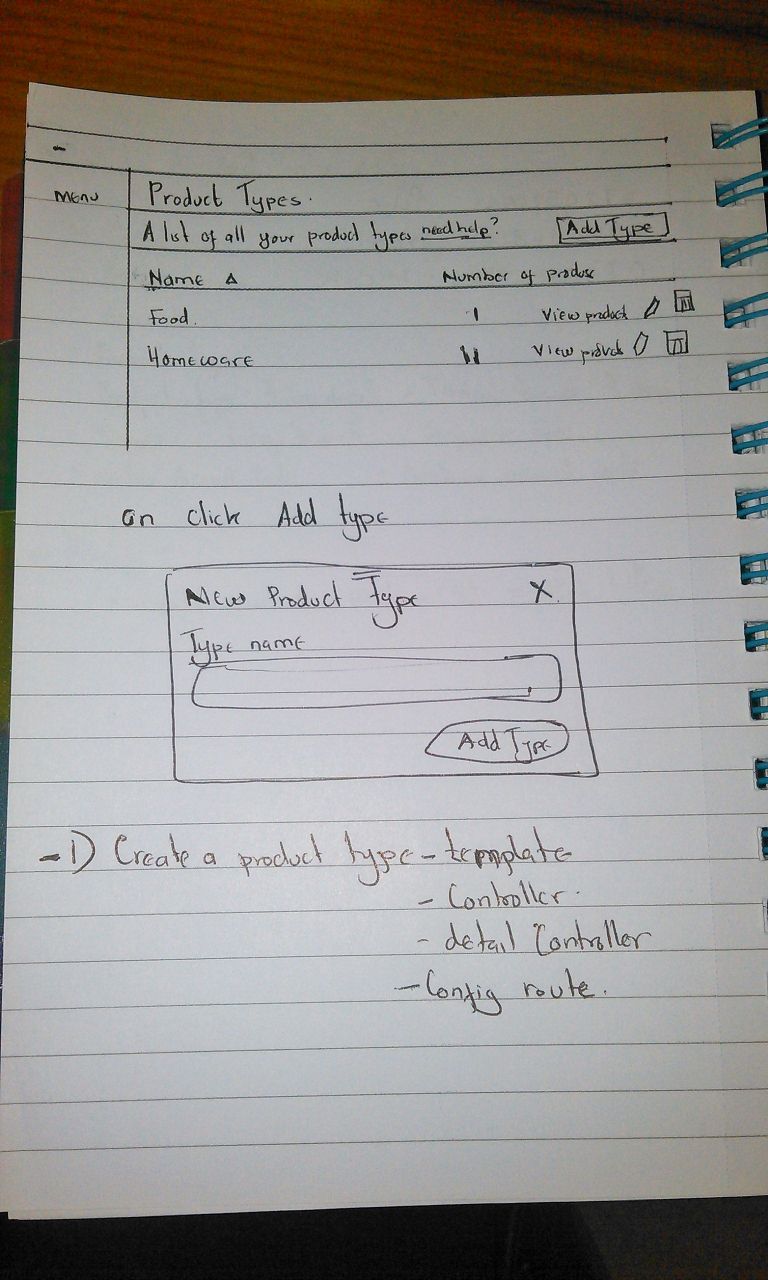 Menu
Product Types.
A list of all your product types need help? Add Type
Name Δ Number of produse
Food. 1 View product
Homeware 11 View product
on click Add type
New Product Type X
Type name
Add Type
-1) Create a product type - template
- Controller.
- detail Controller
- Config route.